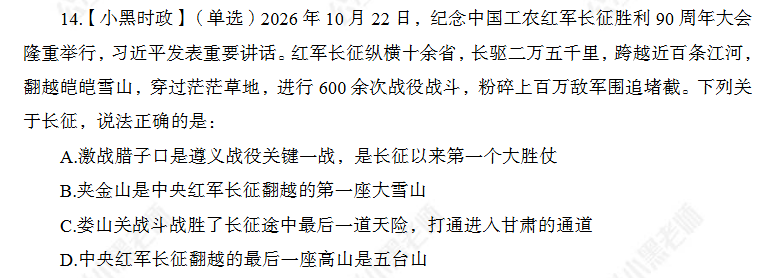 14.【小黑时政】（单选）2026 年 10 月 22 日，纪念中国工农红军长征胜利 90 周年大会
隆重举行，习近平发表重要讲话。红军长征纵横十余省，长驱二万五千里，跨越近百条江河，
翻越皑皑雪山，穿过茫茫草地，进行 600 余次战役战斗，粉碎上百万敌军围追堵截。下列关
于长征，说法正确的是：
A.激战腊子口是遵义战役关键一战，是长征以来第一个大胜仗
B.夹金山是中央红军长征翻越的第一座大雪山
C.娄山关战斗战胜了长征途中最后一道天险，打通进入甘肃的通道
D.中央红军长征翻越的最后一座高山是五台山
小黑老师